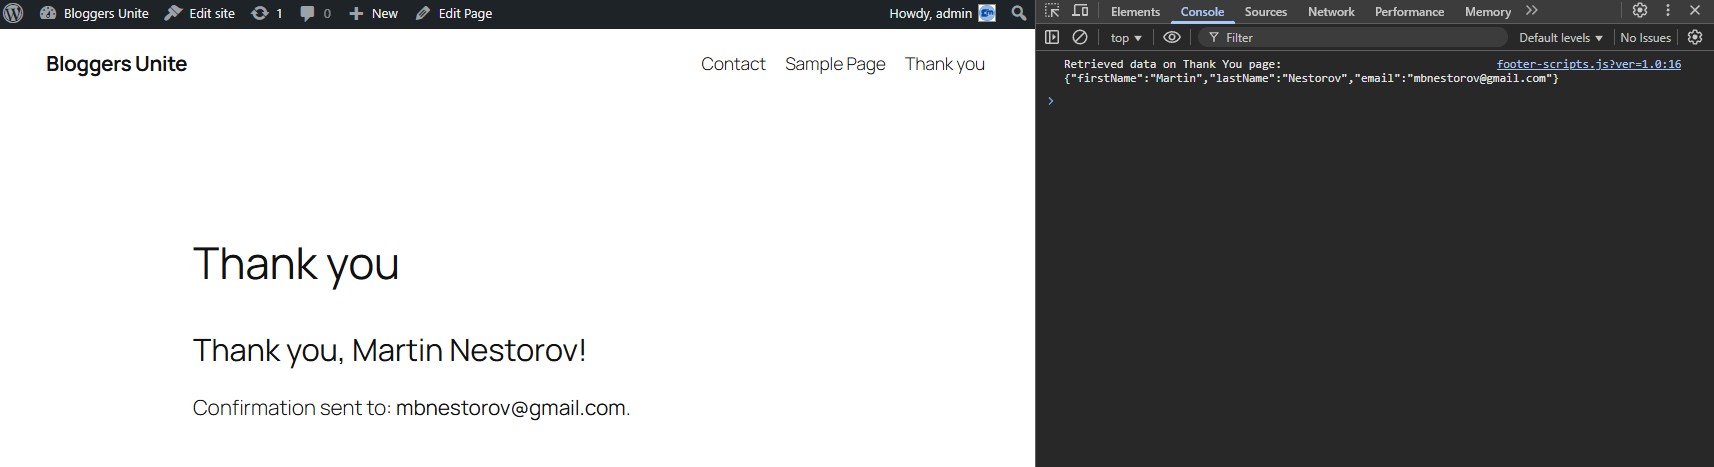 Bloggers Unite Edit site 1 0 New Edit Page Howdy, admin
Elements Console Sources Network Performance Memory
top Filter Default levels No Issues
Bloggers Unite Contact Sample Page Thank you
Retrieved data on Thank You page: footer-scripts.js?ver=1.0:16
{"firstName":"Martin","lastName":"Nestorov","email":"mbnestorov@gmail.com"}
Thank you
Thank you, Martin Nestorov!
Confirmation sent to: mbnestorov@gmail.com.